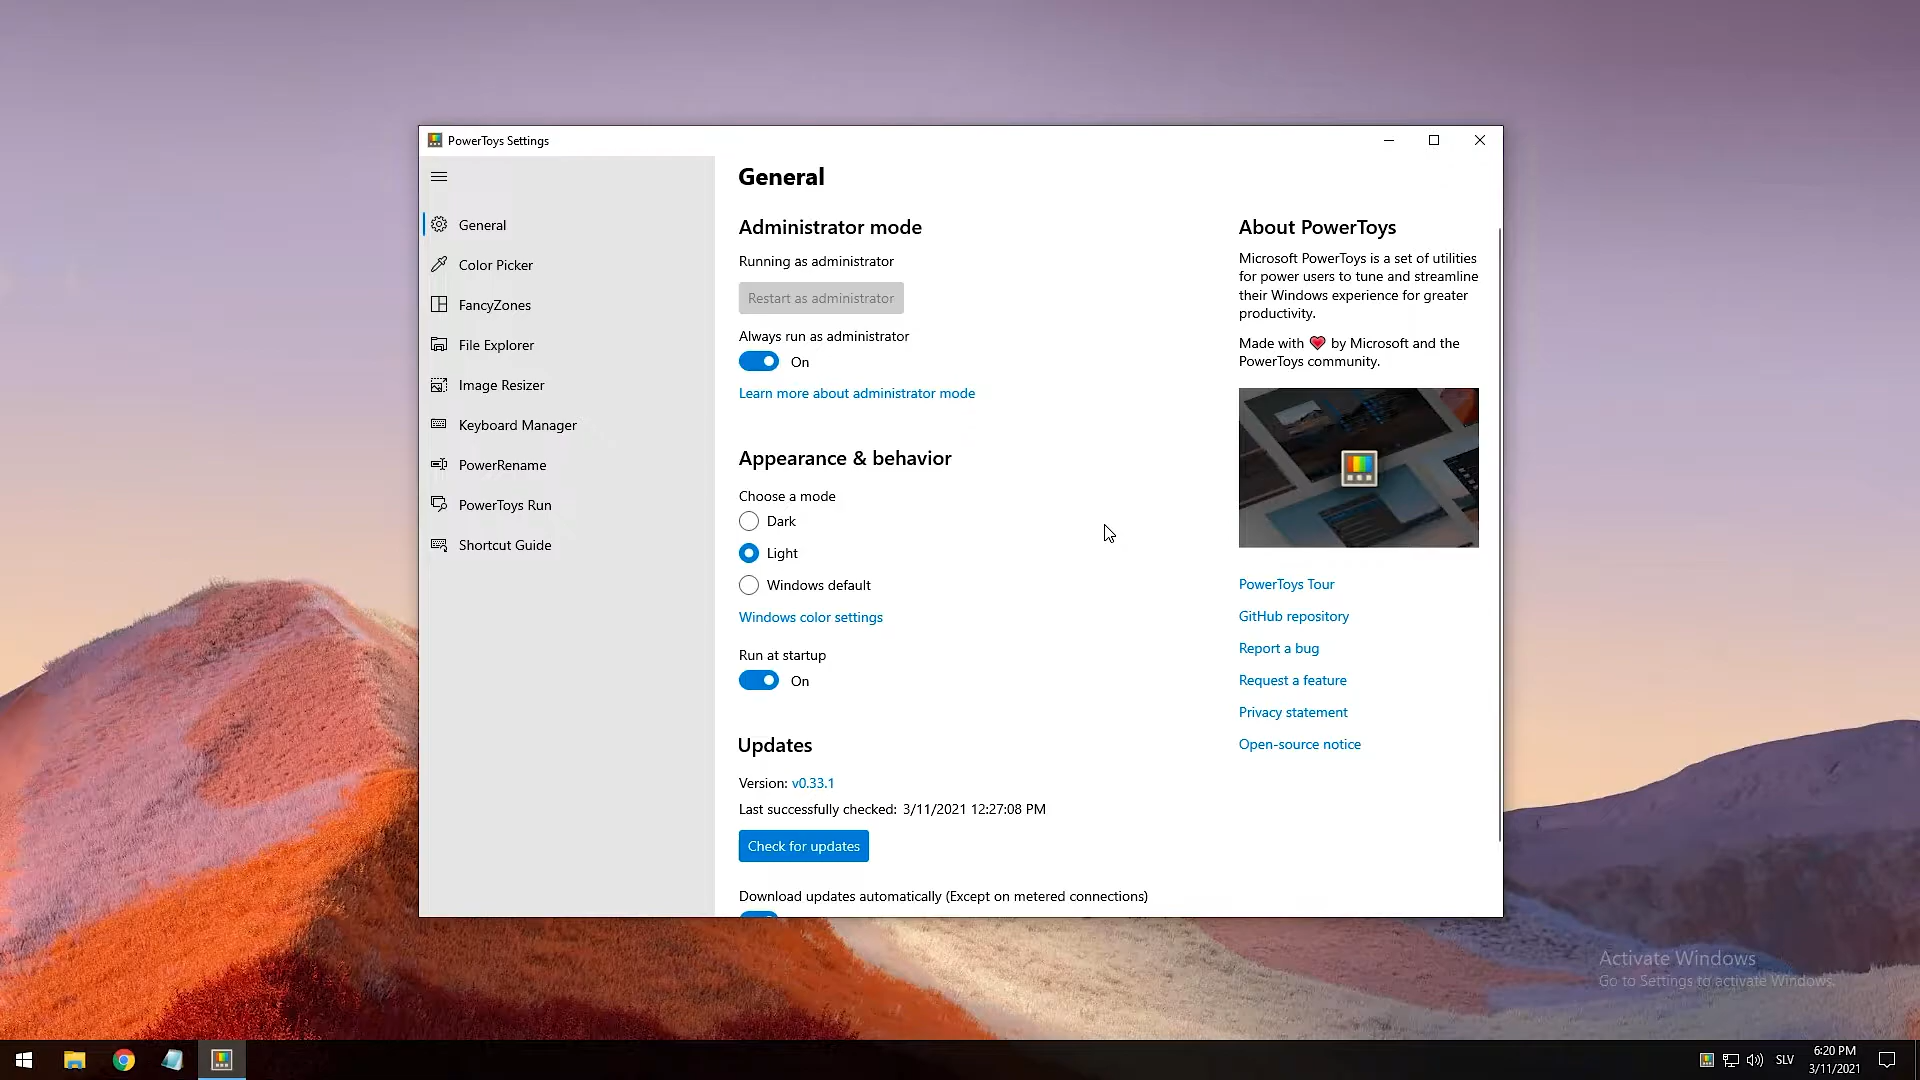 PowerToys Settings
General
Color Picker
FancyZones
File Explorer
Image Resizer
Keyboard Manager
PowerRename
PowerToys Run
Shortcut Guide
General
Administrator mode
Running as administrator
Restart as administrator
Always run as administrator
On
Learn more about administrator mode
Appearance & behavior
Choose a mode
Dark
Light
Windows default
Windows color settings
Run at startup
On
Updates
Version: v0.33.1
Last successfully checked: 3/11/2021 12:27:08 PM
Check for updates
Download updates automatically (Except on metered connections)
About PowerToys
Microsoft PowerToys is a set of utilities
for power users to tune and streamline
their Windows experience for greater
productivity.
Made with ❤ by Microsoft and the
PowerToys community.
PowerToys Tour
GitHub repository
Report a bug
Request a feature
Privacy statement
Open-source notice
Activate Windows
Go to Settings to activate Windows.
SLV
6:20 PM
3/11/2021